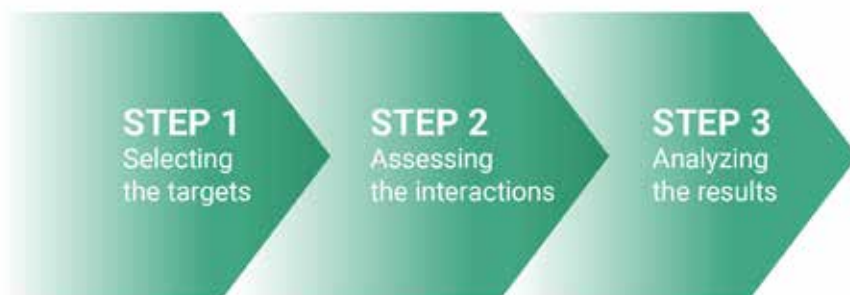 STEP 1
Selecting
the targets
STEP 2
Assessing
the interactions
STEP 3
Analyzing
the results